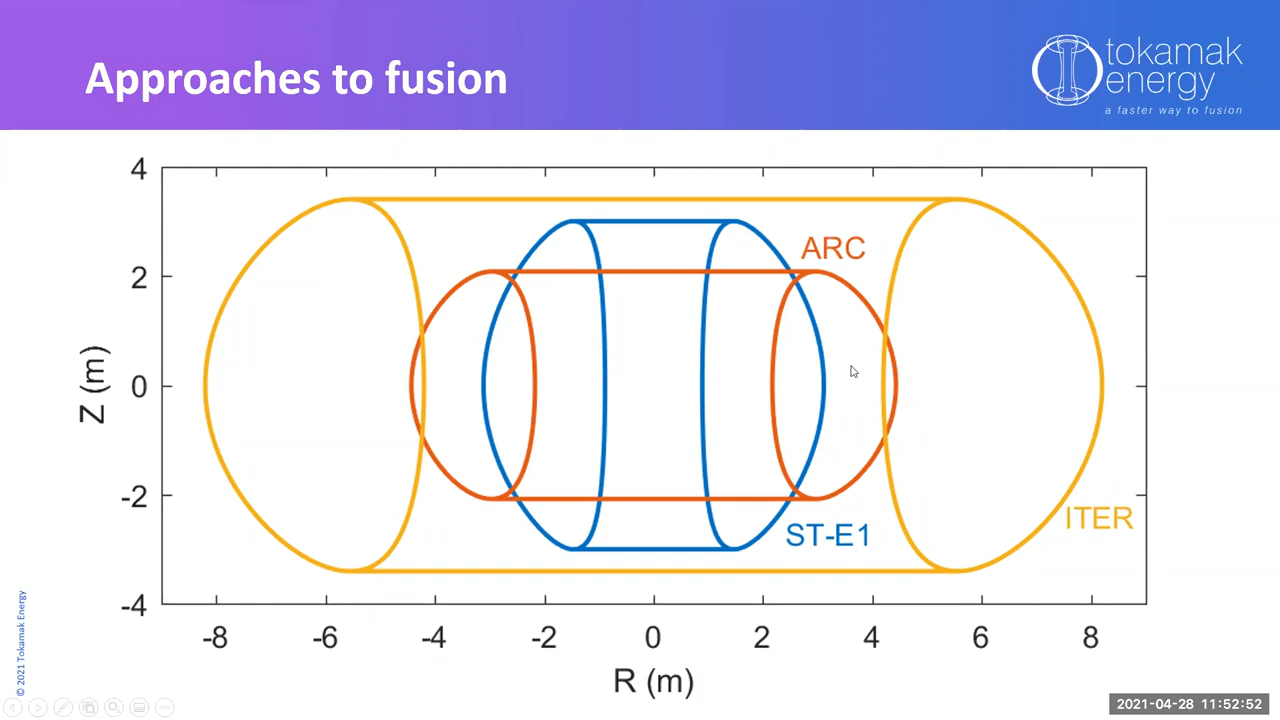 Approaches to fusion
tokamak
energy
a faster way to fusion
4
2
0
-2
-4
Z (m)
ARC
ST-E1
ITER
-8 -6 -4 -2 0 2 4 6 8
R (m)
© 2021 Tokamak Energy
2021-04-28 11:52:52